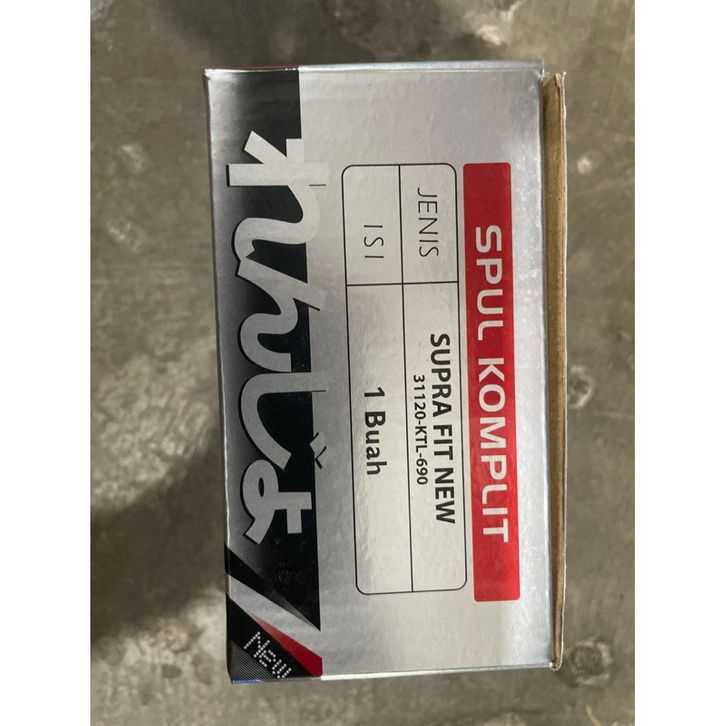 SPUL KOMPLIT
JENIS SUPRA FIT NEW
31120-KTL-690
ISI 1 Buah
NEW